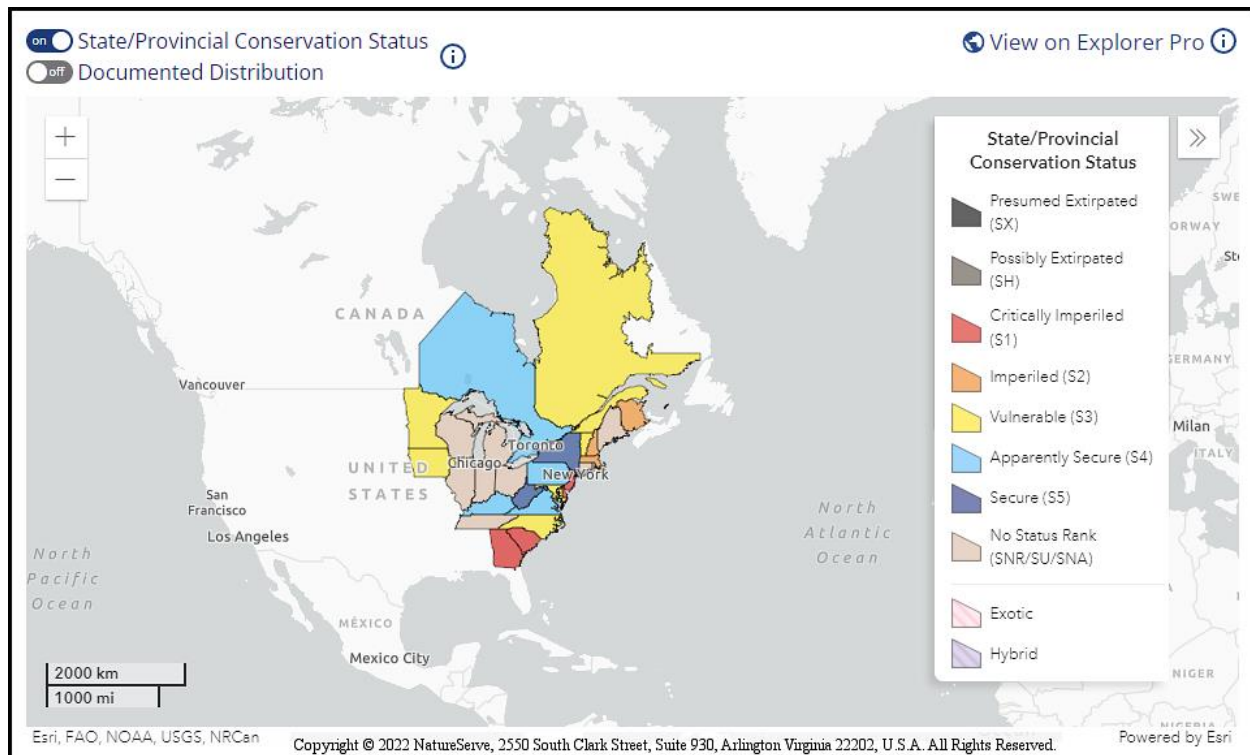 on State/Provincial Conservation Status
off Documented Distribution
View on Explorer Pro
State/Provincial
Conservation Status
Presumed Extirpated
(SX)
Possibly Extirpated
(SH)
Critically Imperiled
(S1)
Imperiled (S2)
Vulnerable (S3)
Apparently Secure (S4)
Secure (S5)
No Status Rank
(SNR/SU/SNA)
Exotic
Hybrid
CANADA
Vancouver
Toronto
Chicago
New York
UNITED
STATES
San
Francisco
Los Angeles
North
Pacific
Ocean
North
Atlantic
Ocean
MÉXICO
Mexico City
SWE
ORWAY
Sto
GERMANY
Milan
ITALY
NIGER
NIGERIA
2000 km
1000 mi
Esri, FAO, NOAA, USGS, NRCan
Copyright © 2022 NatureServe, 2550 South Clark Street, Suite 930, Arlington Virginia 22202, U.S.A. All Rights Reserved.
Powered by Esri